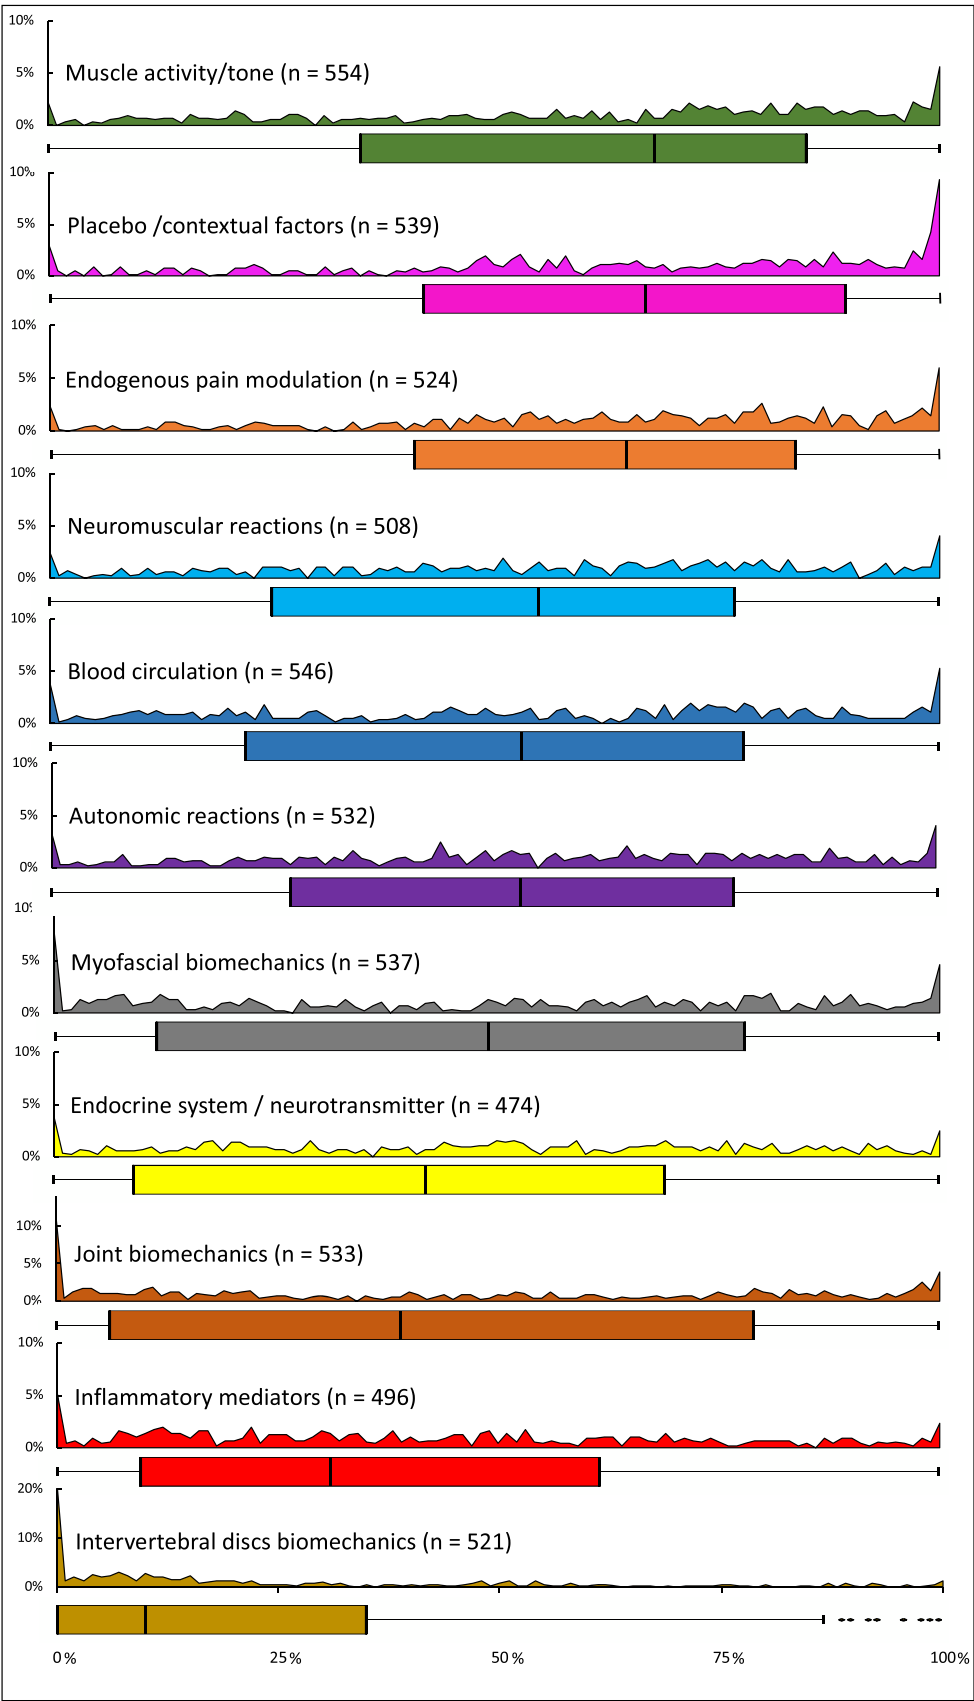 10%
5%
0%
Muscle activity/tone (n = 554)
10%
5%
0%
Placebo /contextual factors (n = 539)
10%
5%
0%
Endogenous pain modulation (n = 524)
10%
5%
0%
Neuromuscular reactions (n = 508)
10%
5%
0%
Blood circulation (n = 546)
10%
5%
0%
Autonomic reactions (n = 532)
10%
5%
0%
Myofascial biomechanics (n = 537)
10%
5%
0%
Endocrine system / neurotransmitter (n = 474)
10%
5%
0%
Joint biomechanics (n = 533)
10%
5%
0%
Inflammatory mediators (n = 496)
20%
10%
0%
Intervertebral discs biomechanics (n = 521)
0% 25% 50% 75% 100%